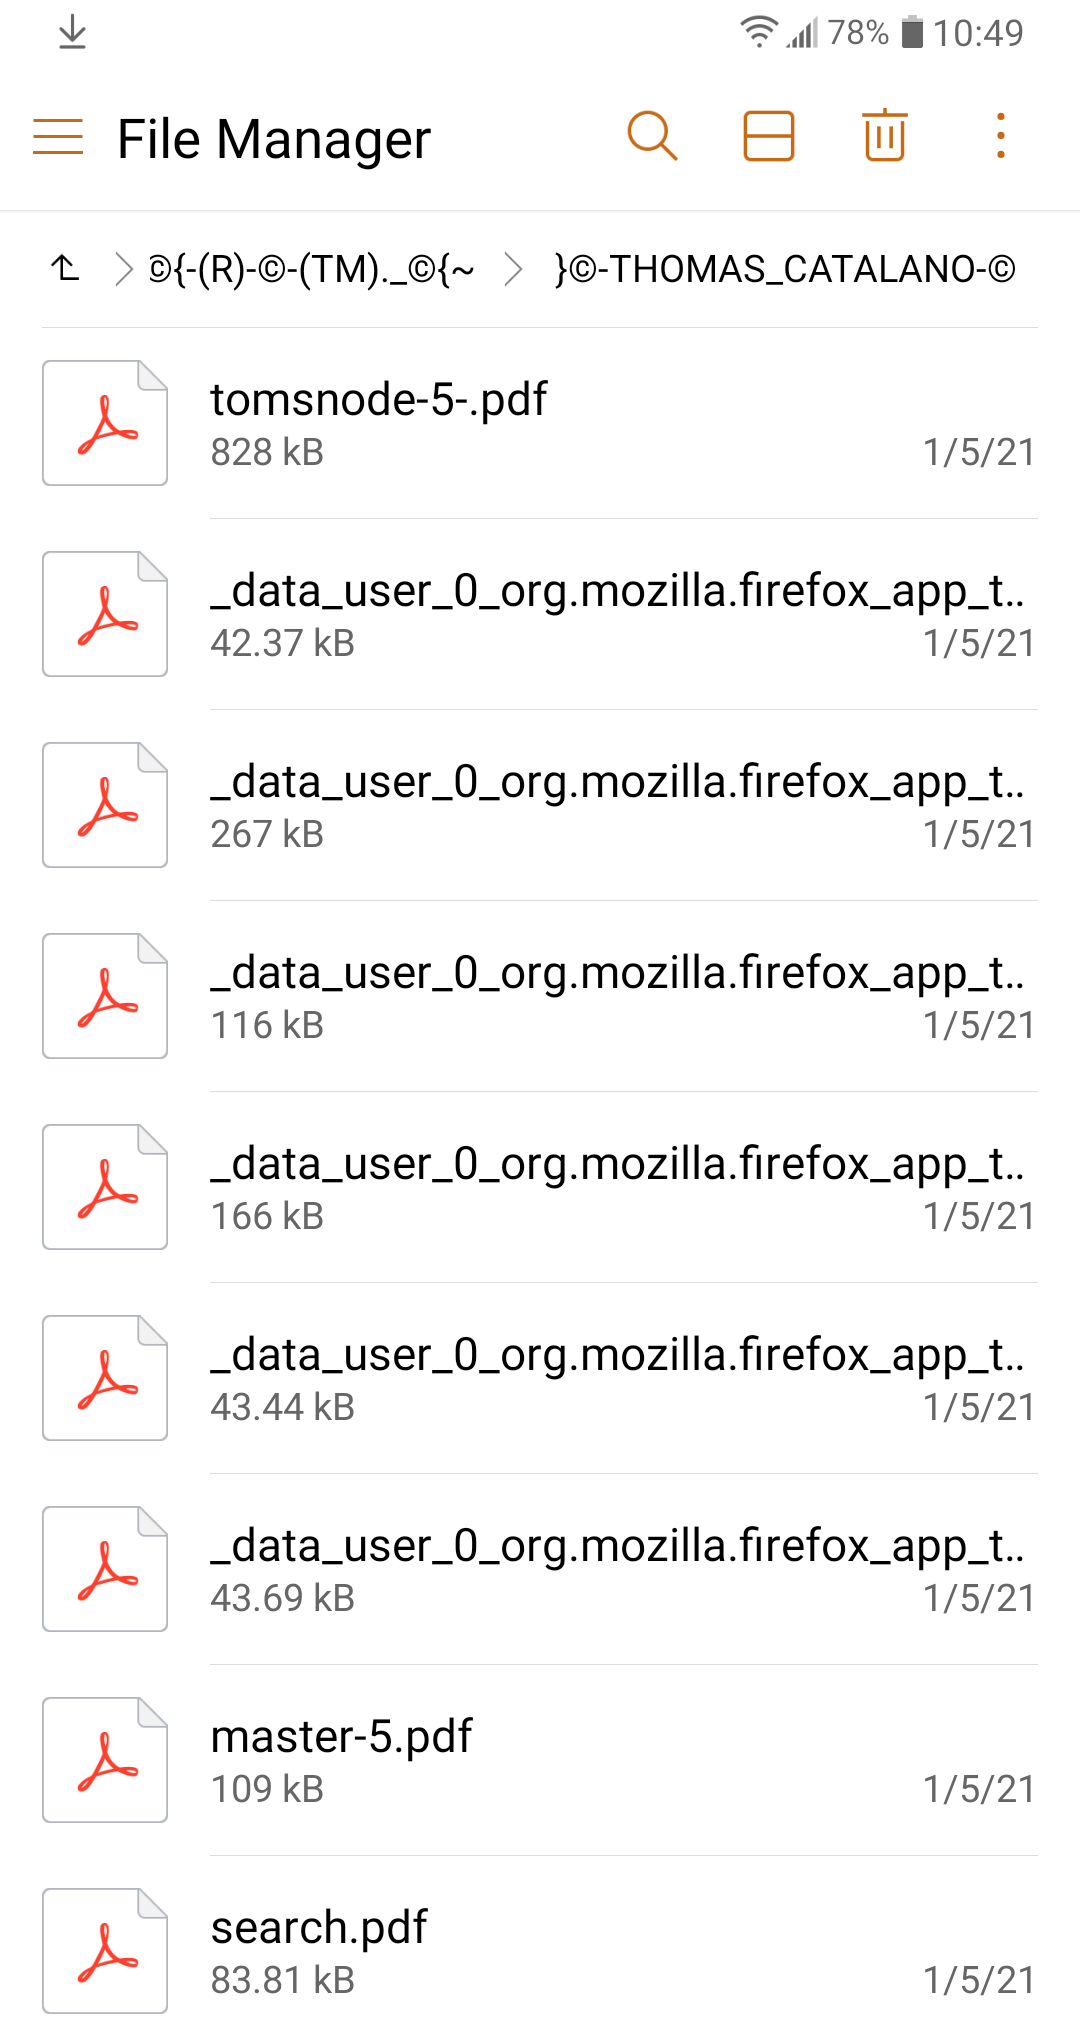 78% 10:49
File Manager
©{-(R)-©-(TM)._©{~ }©-THOMAS_CATALANO-©
tomsnode-5-.pdf
828 kB 1/5/21
_data_user_0_org.mozilla.firefox_app_t..
42.37 kB 1/5/21
_data_user_0_org.mozilla.firefox_app_t..
267 kB 1/5/21
_data_user_0_org.mozilla.firefox_app_t..
116 kB 1/5/21
_data_user_0_org.mozilla.firefox_app_t..
166 kB 1/5/21
_data_user_0_org.mozilla.firefox_app_t..
43.44 kB 1/5/21
_data_user_0_org.mozilla.firefox_app_t..
43.69 kB 1/5/21
master-5.pdf
109 kB 1/5/21
search.pdf
83.81 kB 1/5/21